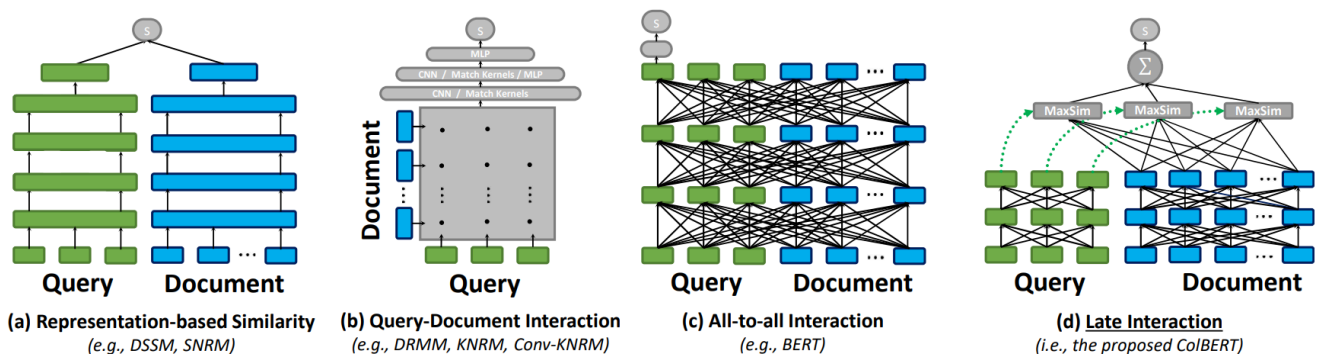 S
Query
Document
(a) Representation-based Similarity
(e.g., DSSM, SNRM)
S
MLP
CNN / Match Kernels / MLP
CNN / Match Kernels
Document
Query
(b) Query-Document Interaction
(e.g., DRMM, KNRM, Conv-KNRM)
S
Query
Document
(c) All-to-all Interaction
(e.g., BERT)
S
Σ
MaxSim
MaxSim
MaxSim
Query
Document
(d) Late Interaction
(i.e., the proposed ColBERT)